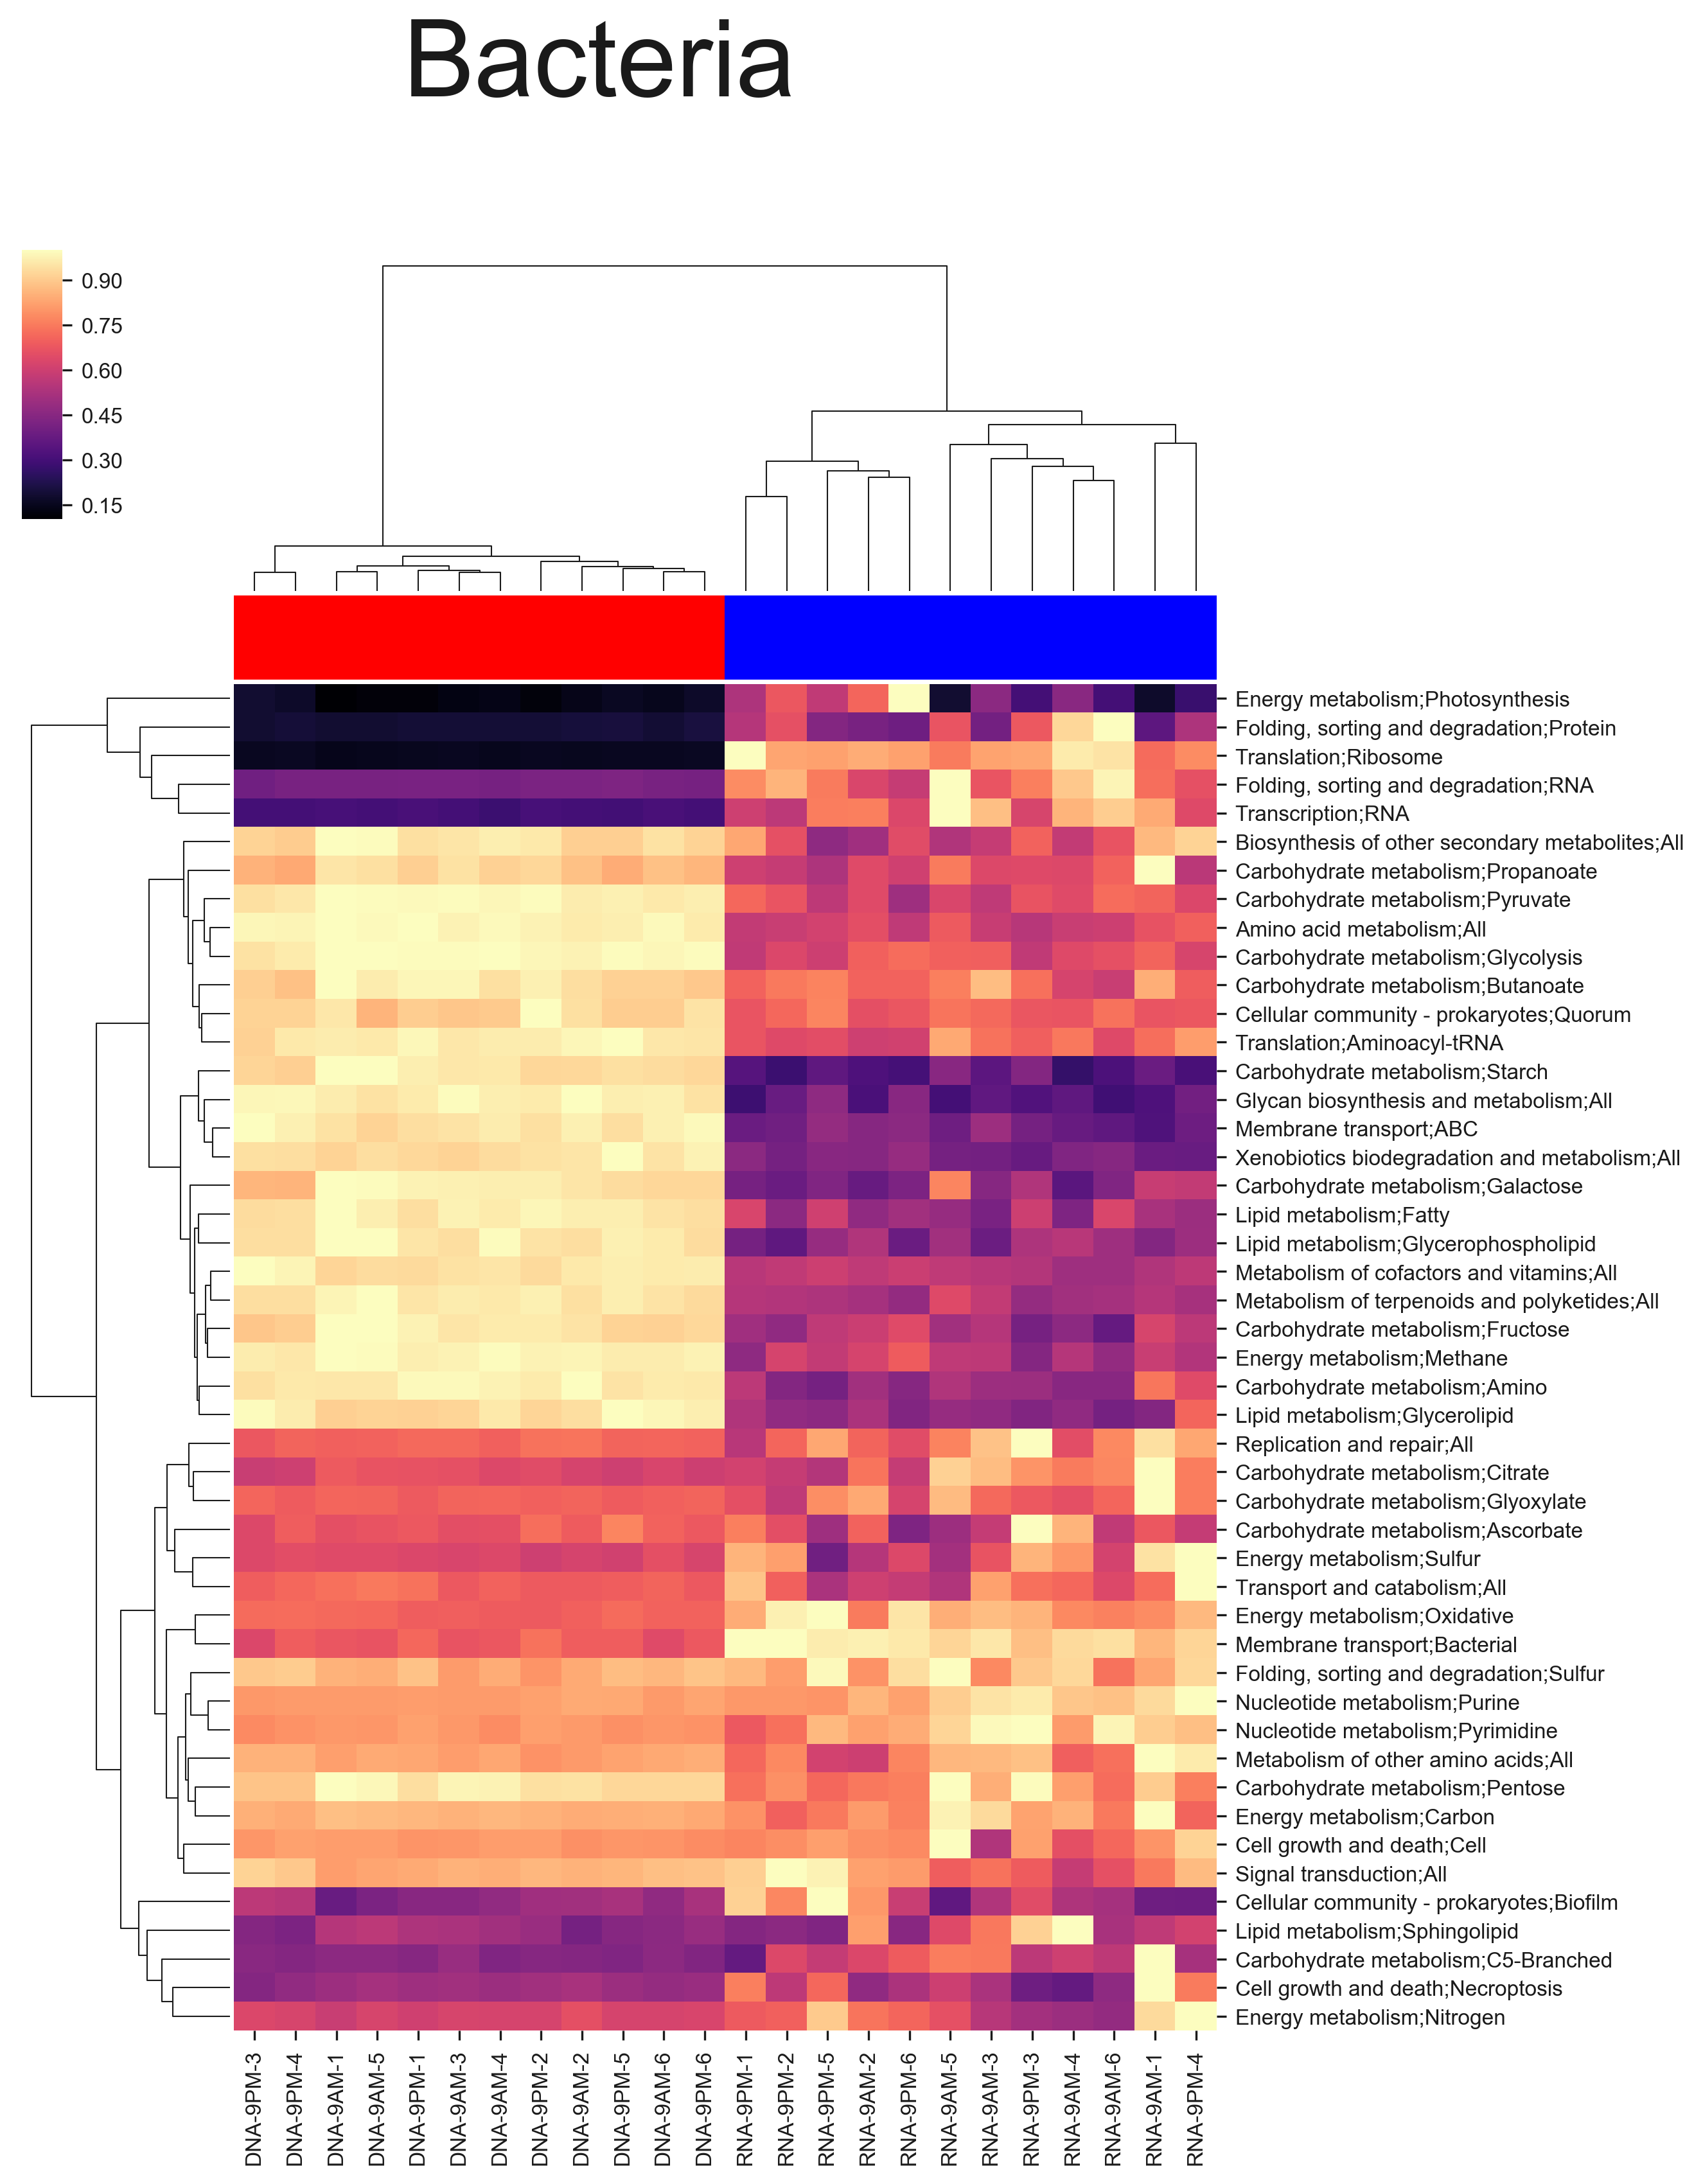 Bacteria
0.90
0.75
0.60
0.45
0.30
0.15
Energy metabolism;Photosynthesis
Folding, sorting and degradation;Protein
Translation;Ribosome
Folding, sorting and degradation;RNA
Transcription;RNA
Biosynthesis of other secondary metabolites;All
Carbohydrate metabolism;Propanoate
Carbohydrate metabolism;Pyruvate
Amino acid metabolism;All
Carbohydrate metabolism;Glycolysis
Carbohydrate metabolism;Butanoate
Cellular community - prokaryotes;Quorum
Translation;Aminoacyl-tRNA
Carbohydrate metabolism;Starch
Glycan biosynthesis and metabolism;All
Membrane transport;ABC
Xenobiotics biodegradation and metabolism;All
Carbohydrate metabolism;Galactose
Lipid metabolism;Fatty
Lipid metabolism;Glycerophospholipid
Metabolism of cofactors and vitamins;All
Metabolism of terpenoids and polyketides;All
Carbohydrate metabolism;Fructose
Energy metabolism;Methane
Carbohydrate metabolism;Amino
Lipid metabolism;Glycerolipid
Replication and repair;All
Carbohydrate metabolism;Citrate
Carbohydrate metabolism;Glyoxylate
Carbohydrate metabolism;Ascorbate
Energy metabolism;Sulfur
Transport and catabolism;All
Energy metabolism;Oxidative
Membrane transport;Bacterial
Folding, sorting and degradation;Sulfur
Nucleotide metabolism;Purine
Nucleotide metabolism;Pyrimidine
Metabolism of other amino acids;All
Carbohydrate metabolism;Pentose
Energy metabolism;Carbon
Cell growth and death;Cell
Signal transduction;All
Cellular community - prokaryotes;Biofilm
Lipid metabolism;Sphingolipid
Carbohydrate metabolism;C5-Branched
Cell growth and death;Necroptosis
Energy metabolism;Nitrogen
DNA-9PM-3
DNA-9PM-4
DNA-9AM-1
DNA-9AM-5
DNA-9PM-1
DNA-9AM-3
DNA-9AM-4
DNA-9PM-2
DNA-9AM-2
DNA-9PM-5
DNA-9AM-6
DNA-9PM-6
RNA-9PM-1
RNA-9PM-2
RNA-9PM-5
RNA-9AM-2
RNA-9PM-6
RNA-9AM-5
RNA-9AM-3
RNA-9PM-3
RNA-9AM-4
RNA-9AM-6
RNA-9AM-1
RNA-9PM-4